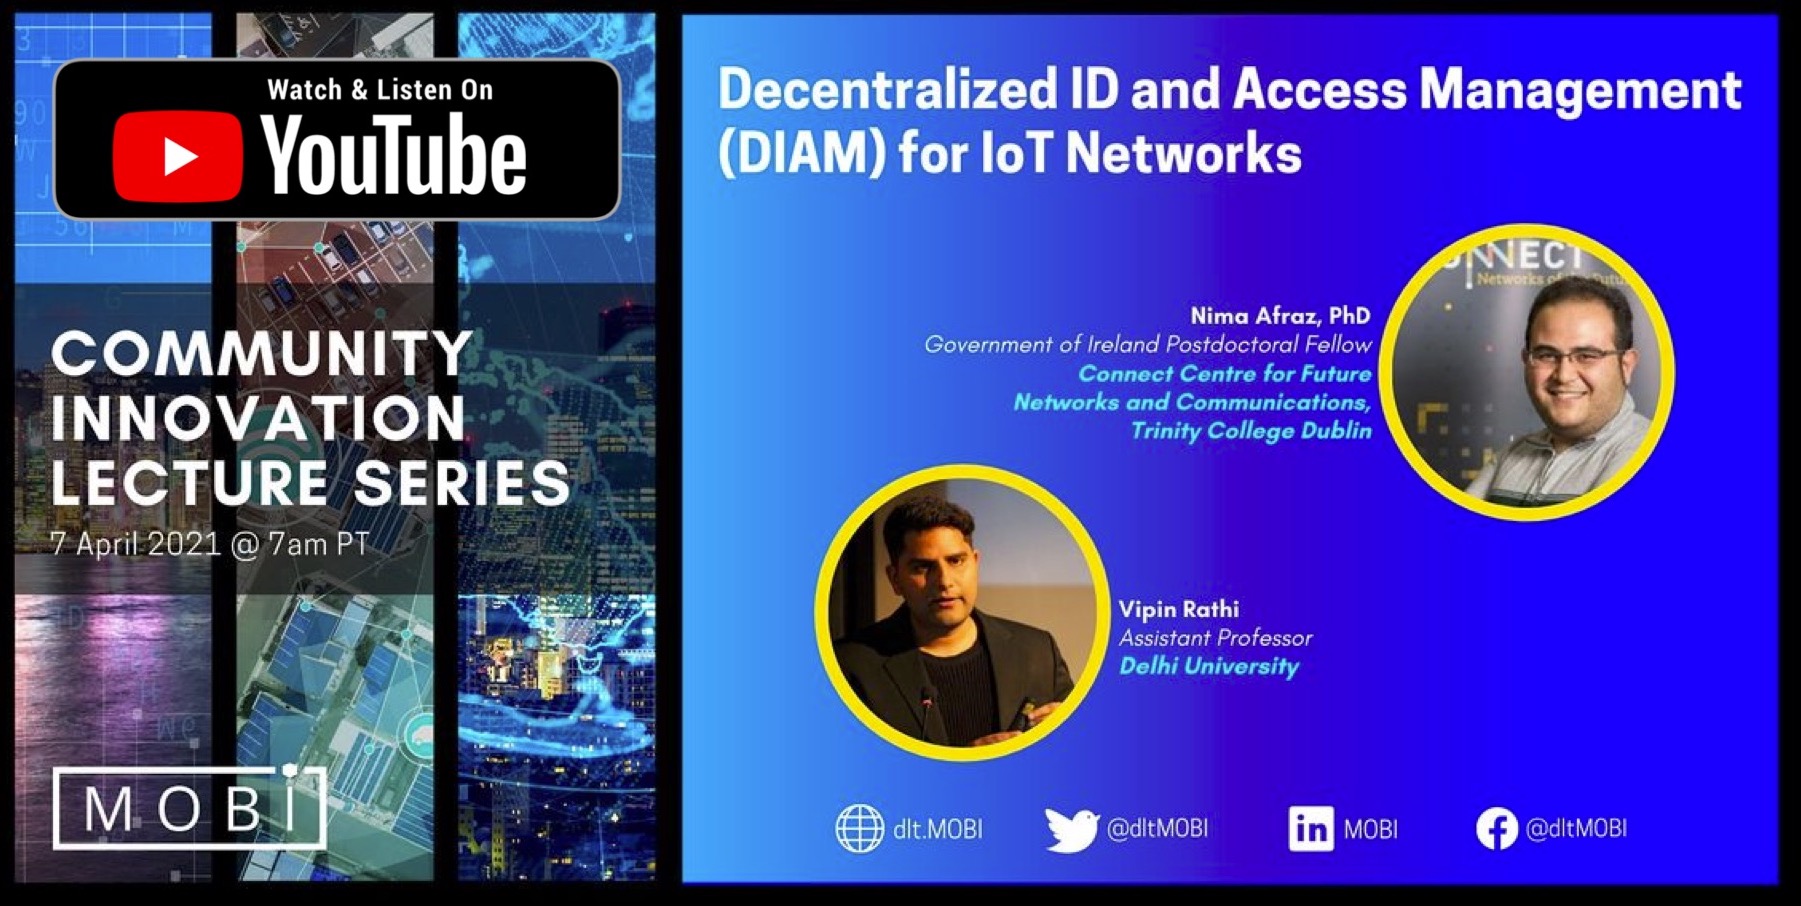 Watch & Listen On
YouTube
COMMUNITY
INNOVATION
LECTURE SERIES
7 April 2021 @ 7am PT
MOBI
Decentralized ID and Access Management
(DIAM) for IoT Networks
Nima Afraz, PhD
Government of Ireland Postdoctoral Fellow
Connect Centre for Future
Networks and Communications,
Trinity College Dublin
Vipin Rathi
Assistant Professor
Delhi University
dlt.MOBI
@dltMOBI
in MOBI
@dltMOBI